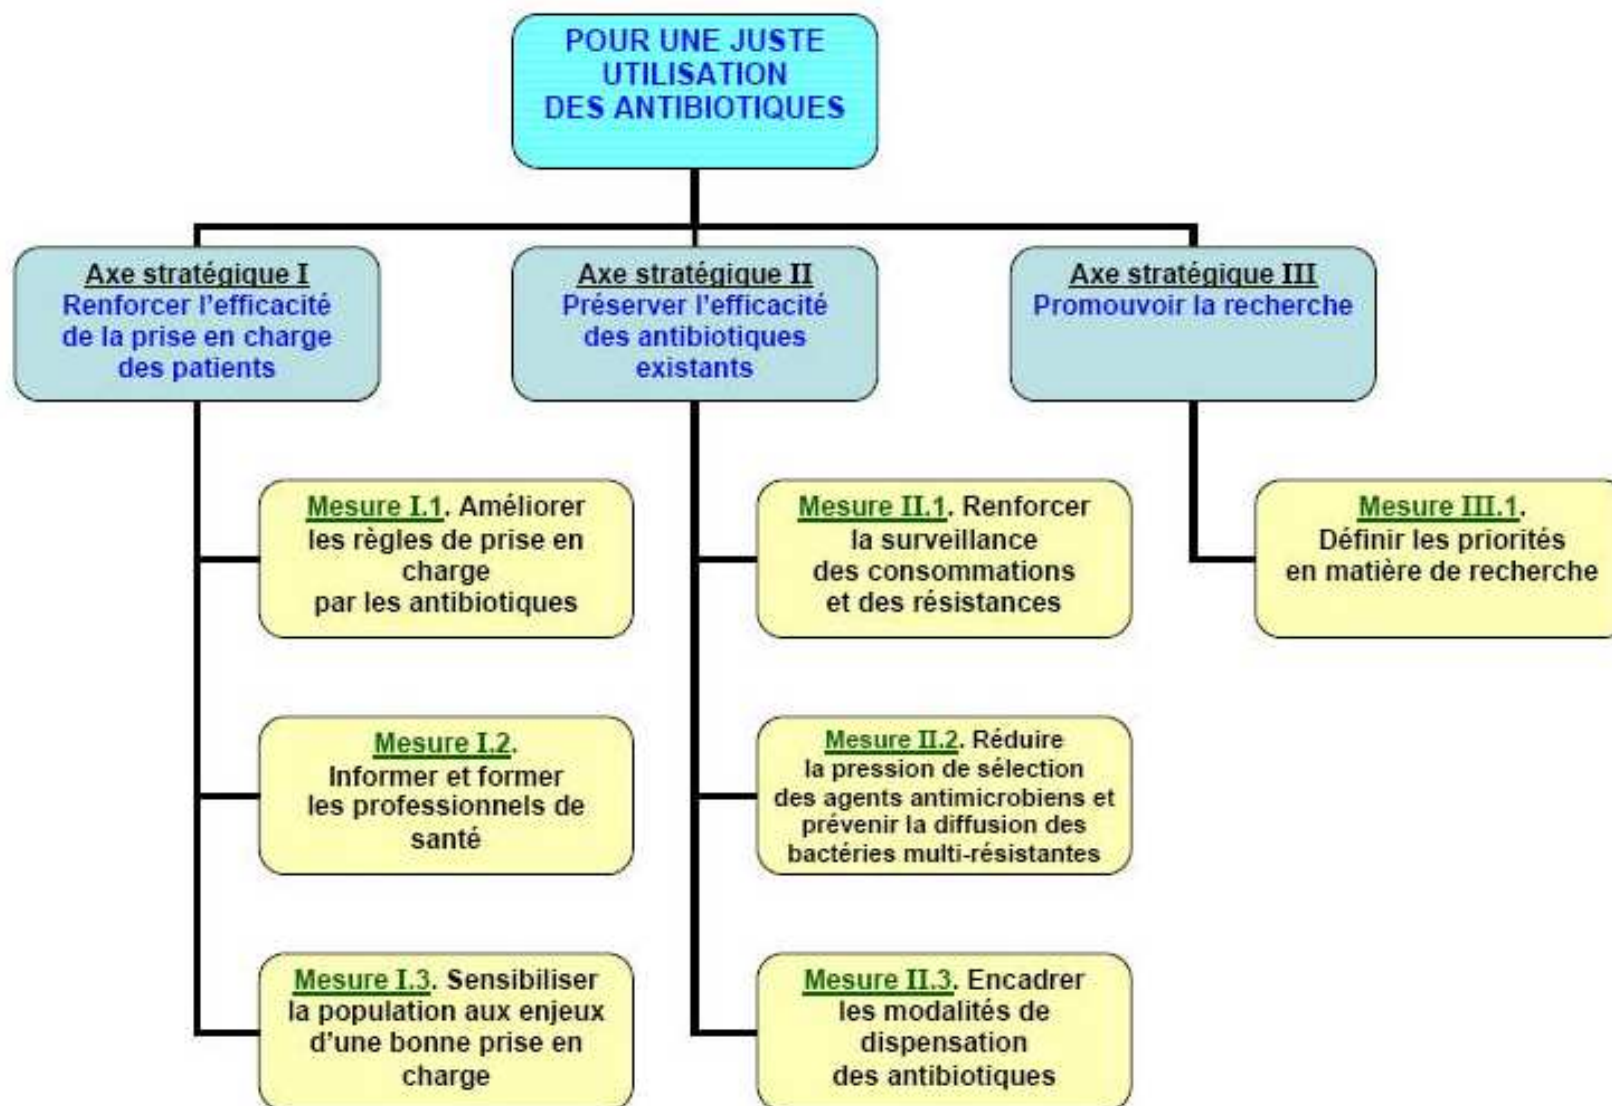 POUR UNE JUSTE
UTILISATION
DES ANTIBIOTIQUES
Axe stratégique I
Renforcer l'efficacité
de la prise en charge
des patients
Axe stratégique II
Préserver l'efficacité
des antibiotiques
existants
Axe stratégique III
Promouvoir la recherche
Mesure I.1. Améliorer
les règles de prise en
charge
par les antibiotiques
Mesure II.1. Renforcer
la surveillance
des consommations
et des résistances
Mesure III.1.
Définir les priorités
en matière de recherche
Mesure I.2.
Informer et former
les professionnels de
santé
Mesure II.2. Réduire
la pression de sélection
des agents antimicrobiens et
prévenir la diffusion des
bactéries multi-résistantes
Mesure I.3. Sensibiliser
la population aux enjeux
d'une bonne prise en
charge
Mesure II.3. Encadrer
les modalités de
dispensation
des antibiotiques